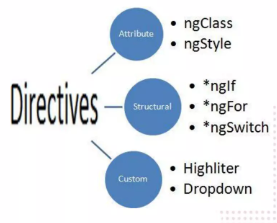 Directives
Attribute
• ngClass
• ngStyle
Structural
• *ngIf
• *ngFor
• *ngSwitch
Custom
• Highliter
• Dropdown